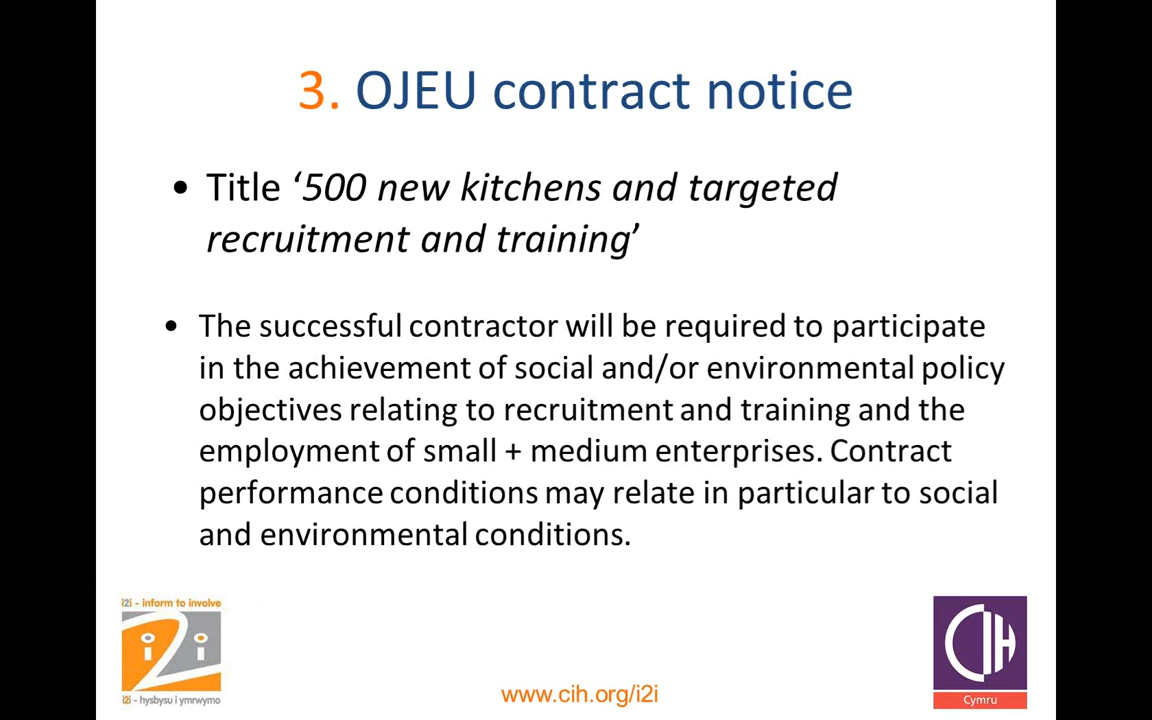 3. OJEU contract notice
• Title ‘500 new kitchens and targeted
recruitment and training’
• The successful contractor will be required to participate
in the achievement of social and/or environmental policy
objectives relating to recruitment and training and the
employment of small + medium enterprises. Contract
performance conditions may relate in particular to social
and environmental conditions.
i2i - inform to involve
i2i
i2i - hysbysu i ymrwymo
www.cih.org/i2i
CIH
Cymru